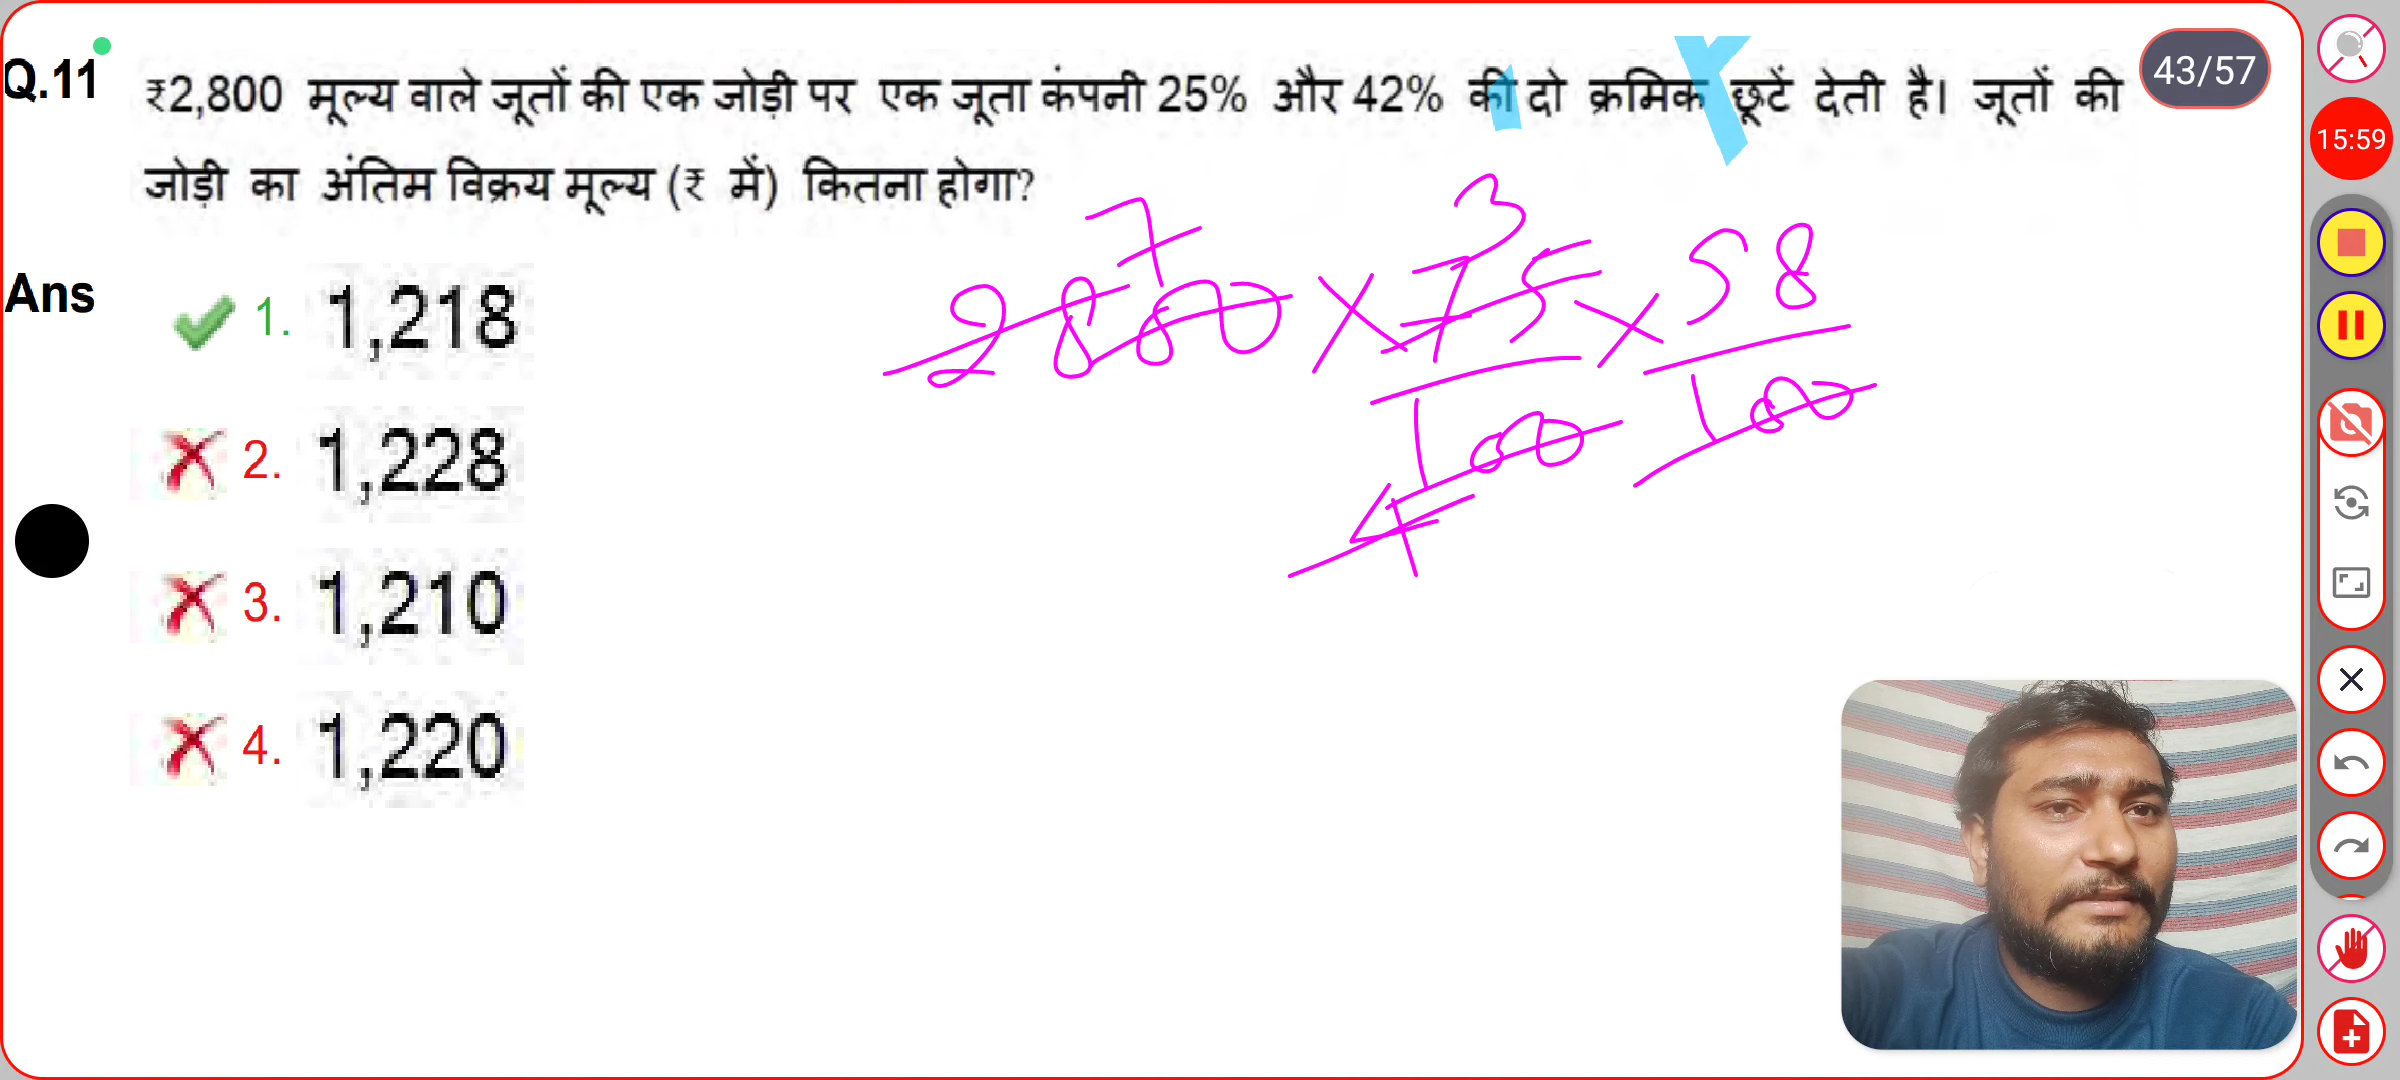 43/57
Q.11 ₹2,800 मूल्य वाले जूतों की एक जोड़ी पर एक जूता कंपनी 25% और 42% की दो क्रमिक छूटें देती है। जूतों की
15:59
जोड़ी का अंतिम विक्रय मूल्य (₹ में) कितना होगा?
7 3
2800 × 75 × 58
100 100
4
Ans 1. 1,218
2. 1,228
3. 1,210
4. 1,220